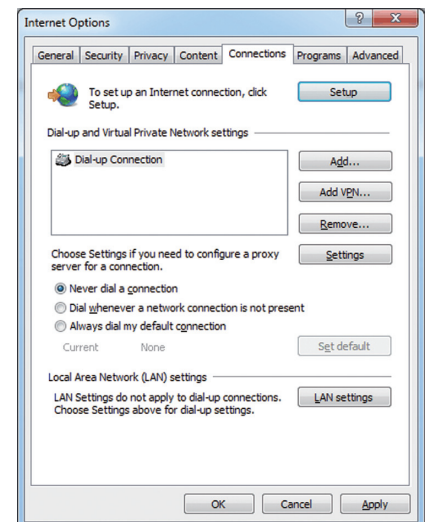 Internet Options
General Security Privacy Content Connections Programs Advanced
To set up an Internet connection, click
Setup.
Setup
Dial-up and Virtual Private Network settings
Dial-up Connection
Add...
Add VPN...
Remove...
Choose Settings if you need to configure a proxy
server for a connection.
Settings
Never dial a connection
Dial whenever a network connection is not present
Always dial my default connection
Current None
Set default
Local Area Network (LAN) settings
LAN Settings do not apply to dial-up connections.
Choose Settings above for dial-up settings.
LAN settings
OK Cancel Apply